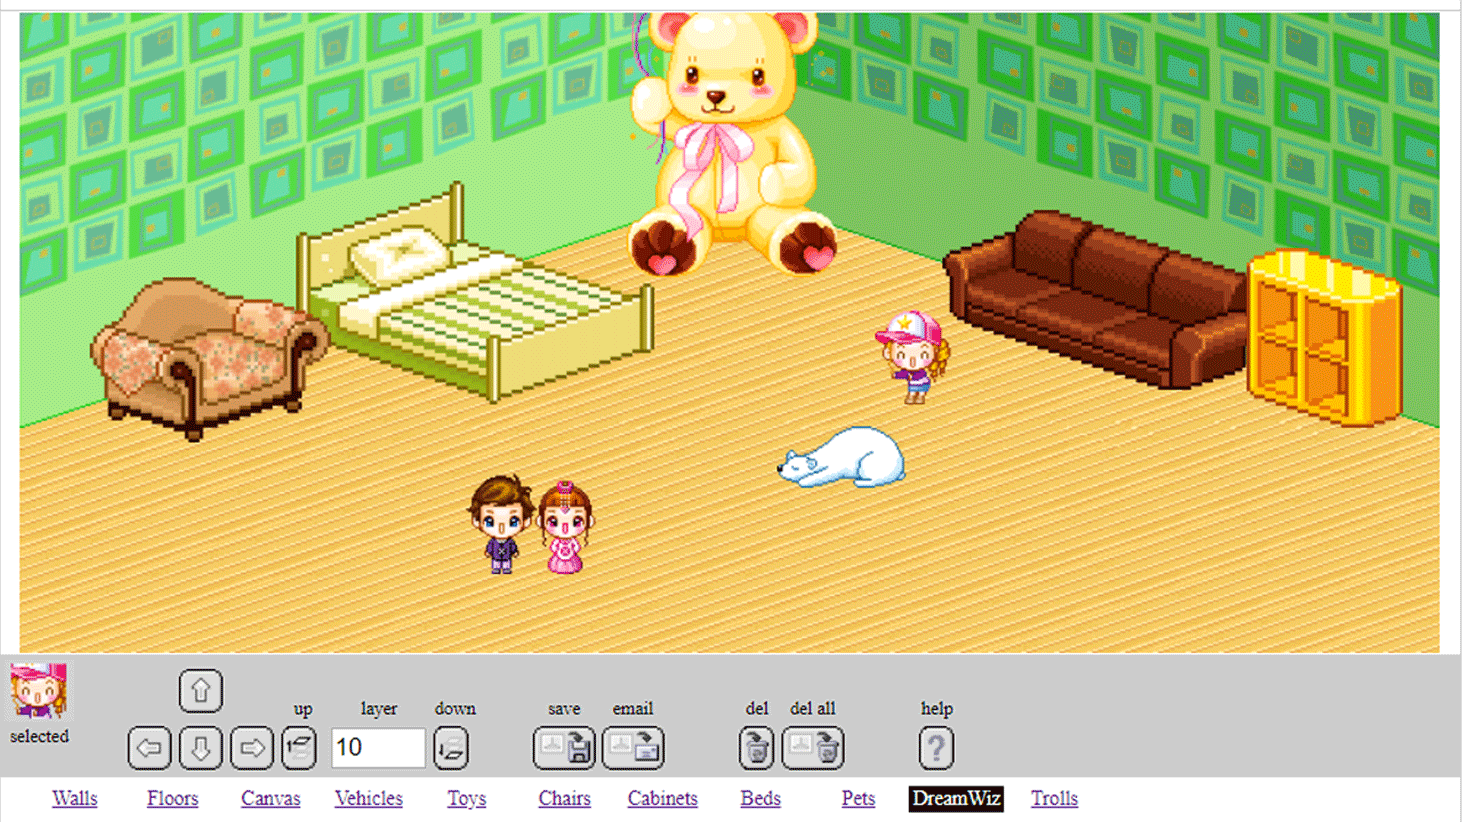 up layer down save email del del all help
selected
10
?
Walls Floors Canvas Vehicles Toys Chairs Cabinets Beds Pets DreamWiz Trolls